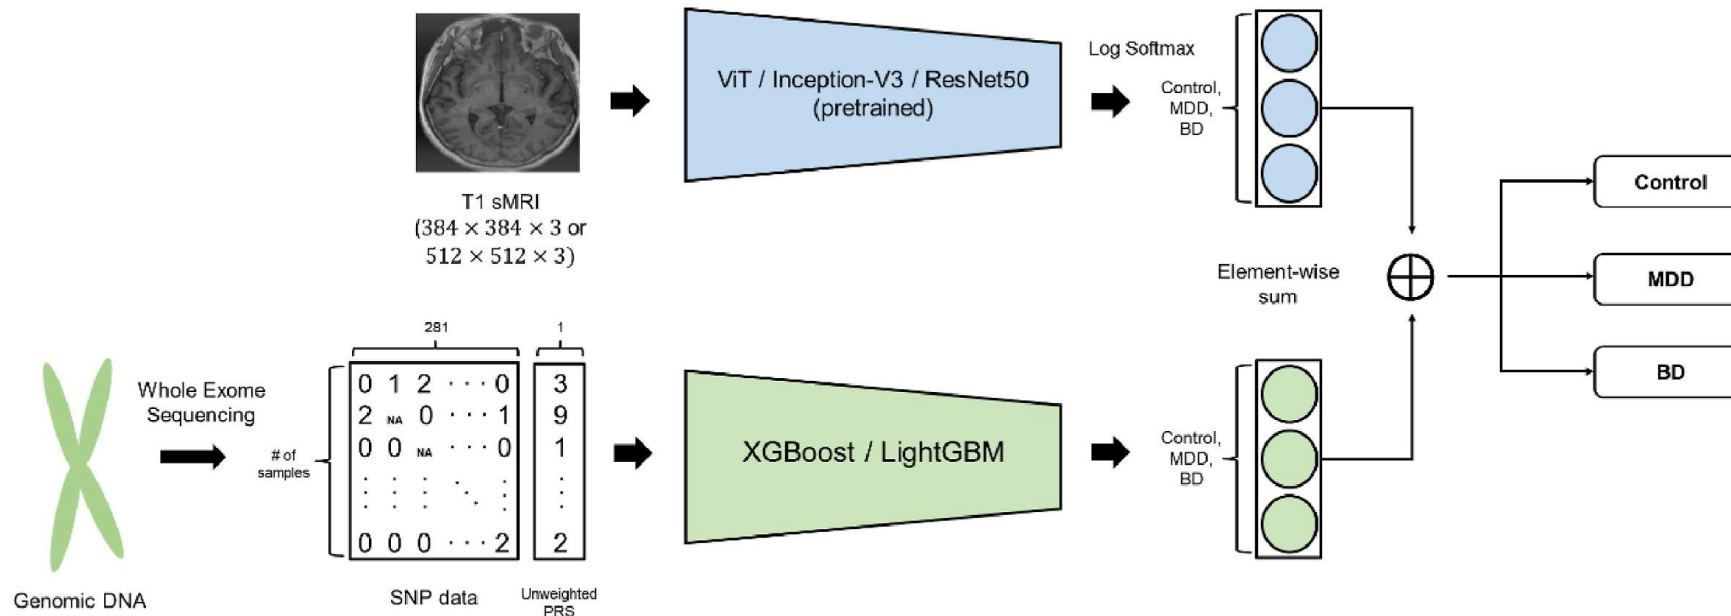 ViT / Inception-V3 / ResNet50
(pretrained)
Log Softmax
Control,
MDD,
BD
T1 sMRI
(384 × 384 × 3 or
512 × 512 × 3)
Element-wise
sum
Control
MDD
BD
Whole Exome
Sequencing
# of
samples
281
1
0 1 2 · · · 0 3
2 NA 0 · · · 1 9
0 0 NA · · · 0 1
0 0 0 · · · 2 2
XGBoost / LightGBM
Control,
MDD,
BD
Genomic DNA
SNP data
Unweighted
PRS